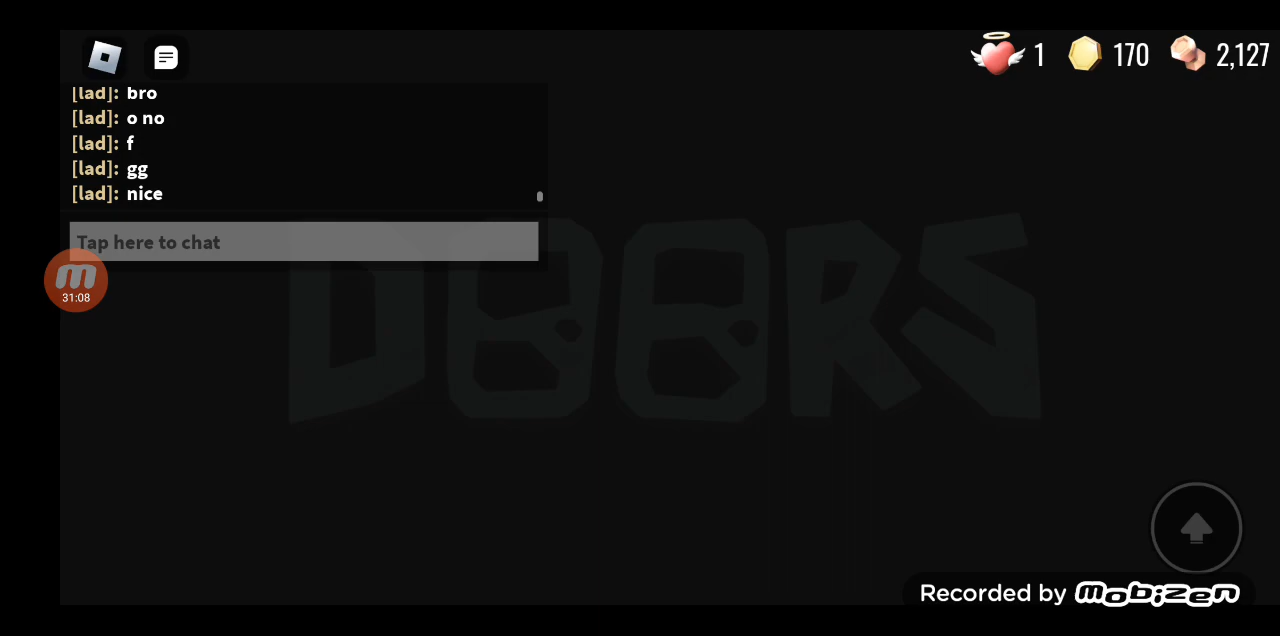 1 170 2,127
[lad]: bro
[lad]: o no
[lad]: f
[lad]: gg
[lad]: nice
Tap here to chat
31:08
DOORS
Recorded by mobizen